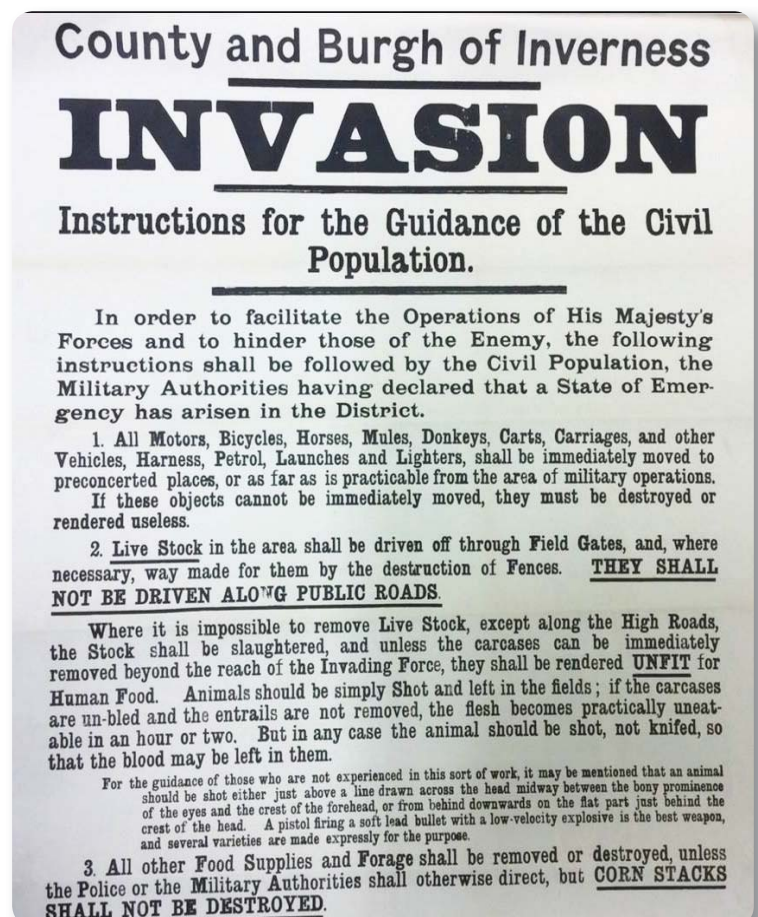 County and Burgh of Inverness
INVASION
Instructions for the Guidance of the Civil
Population.
In order to facilitate the Operations of His Majesty's
Forces and to hinder those of the Enemy, the following
instructions shall be followed by the Civil Population, the
Military Authorities having declared that a State of Emer-
gency has arisen in the District.
1. All Motors, Bicycles, Horses, Mules, Donkeys, Carts, Carriages, and other
Vehicles, Harness, Petrol, Launches and Lighters, shall be immediately moved to
preconcerted places, or as far as is practicable from the area of military operations.
If these objects cannot be immediately moved, they must be destroyed or
rendered useless.
2. Live Stock in the area shall be driven off through Field Gates, and, where
necessary, way made for them by the destruction of Fences. THEY SHALL
NOT BE DRIVEN ALONG PUBLIC ROADS.
Where it is impossible to remove Live Stock, except along the High Roads,
the Stock shall be slaughtered, and unless the carcases can be immediately
removed beyond the reach of the Invading Force, they shall be rendered UNFIT for
Human Food. Animals should be simply Shot and left in the fields; if the carcases
are un-bled and the entrails are not removed, the flesh becomes practically uneat-
able in an hour or two. But in any case the animal should be shot, not knifed, so
that the blood may be left in them.
For the guidance of those who are not experienced in this sort of work, it may be mentioned that an animal
should be shot either just above a line drawn across the head midway between the bony prominence
of the eyes and the crest of the forehead, or from behind downwards on the flat part just behind the
crest of the head. A pistol firing a soft lead bullet with a low-velocity explosive is the best weapon,
and several varieties are made expressly for the purpose.
3. All other Food Supplies and Forage shall be removed or destroyed, unless
the Police or the Military Authorities shall otherwise direct, but CORN STACKS
SHALL NOT BE DESTROYED.